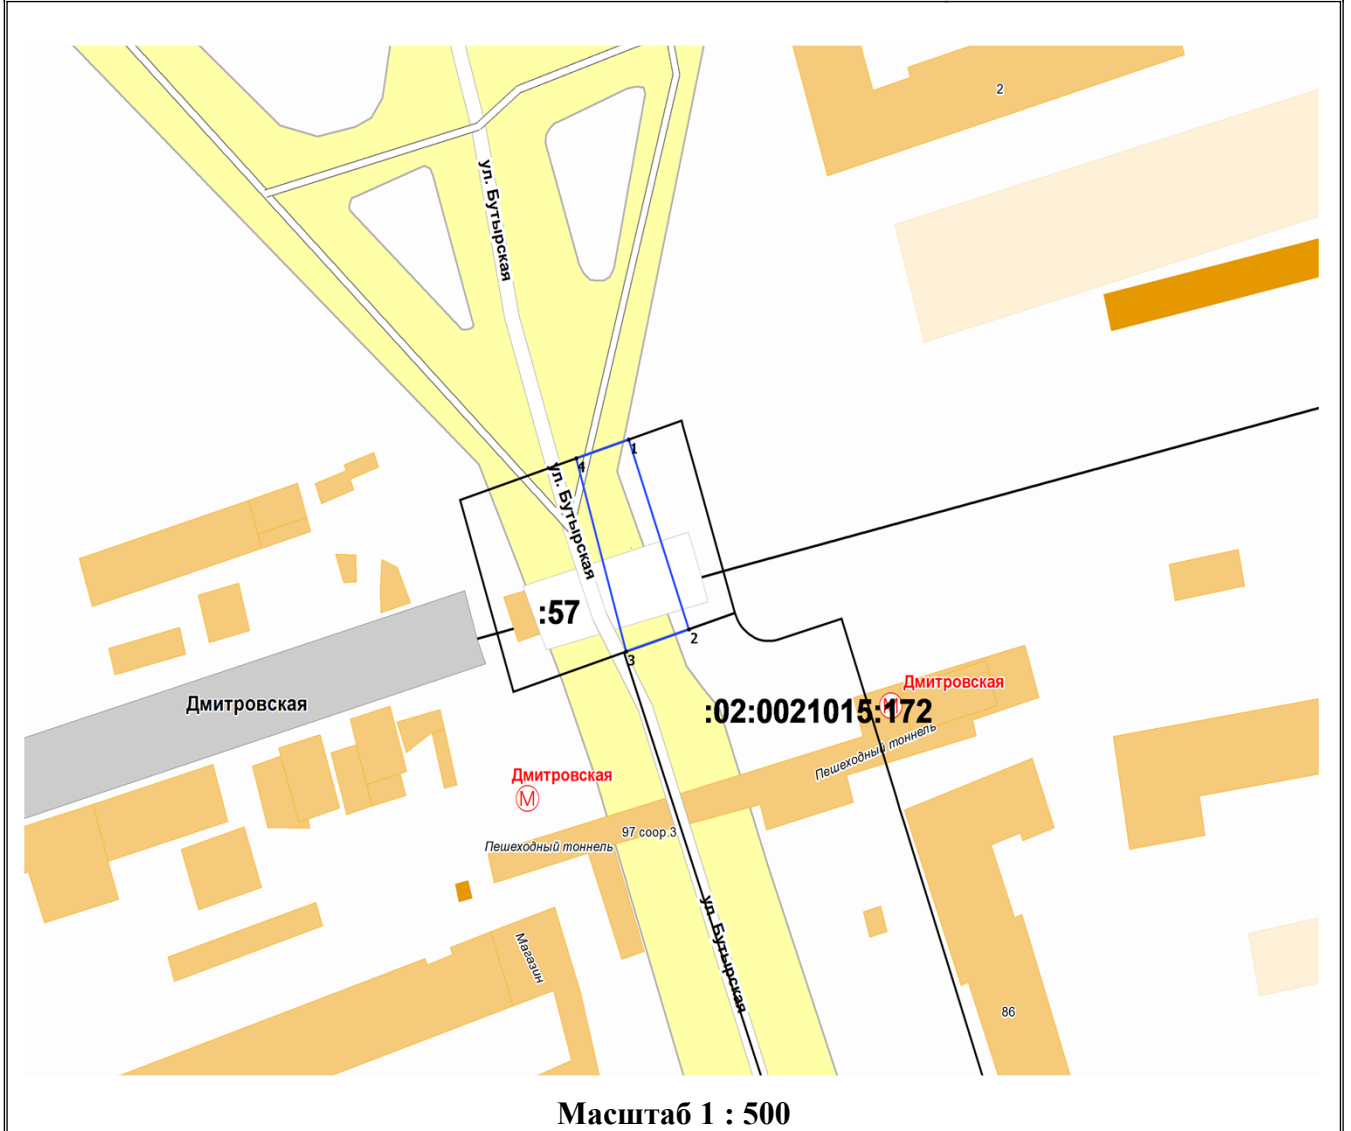 2
ул. Бутырская
1
4
ул. Бутырская
:57
2
3
Дмитровская
Дмитровская
М
:02:0021015:172
Пешеходный тоннель
Дмитровская
М
97 соор.3
Пешеходный тоннель
ул. Бутырская
Магазин
86
Масштаб 1 : 500